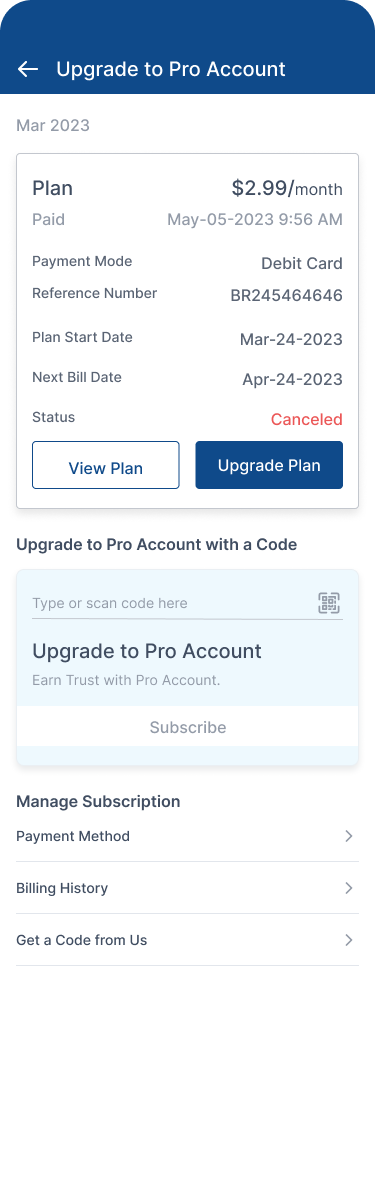 Upgrade to Pro Account
Mar 2023
Plan $2.99/month
Paid May-05-2023 9:56 AM
Payment Mode Debit Card
Reference Number BR245464646
Plan Start Date Mar-24-2023
Next Bill Date Apr-24-2023
Status Canceled
View Plan Upgrade Plan
Upgrade to Pro Account with a Code
Type or scan code here
Upgrade to Pro Account
Earn Trust with Pro Account.
Subscribe
Manage Subscription
Payment Method
Billing History
Get a Code from Us